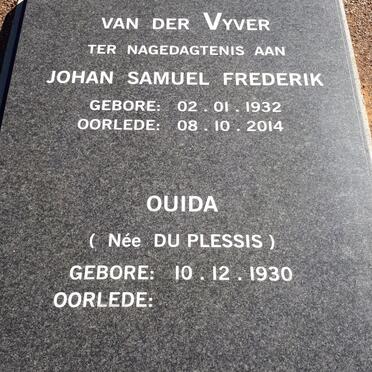 VAN DER VYVER
TER NAGEDAGTENIS AAN
JOHAN SAMUEL FREDERIK
GEBORE: 02.01.1932
OORLEDE: 08.10.2014
OUIDA
( Née DU PLESSIS )
GEBORE: 10.12.1930
OORLEDE: